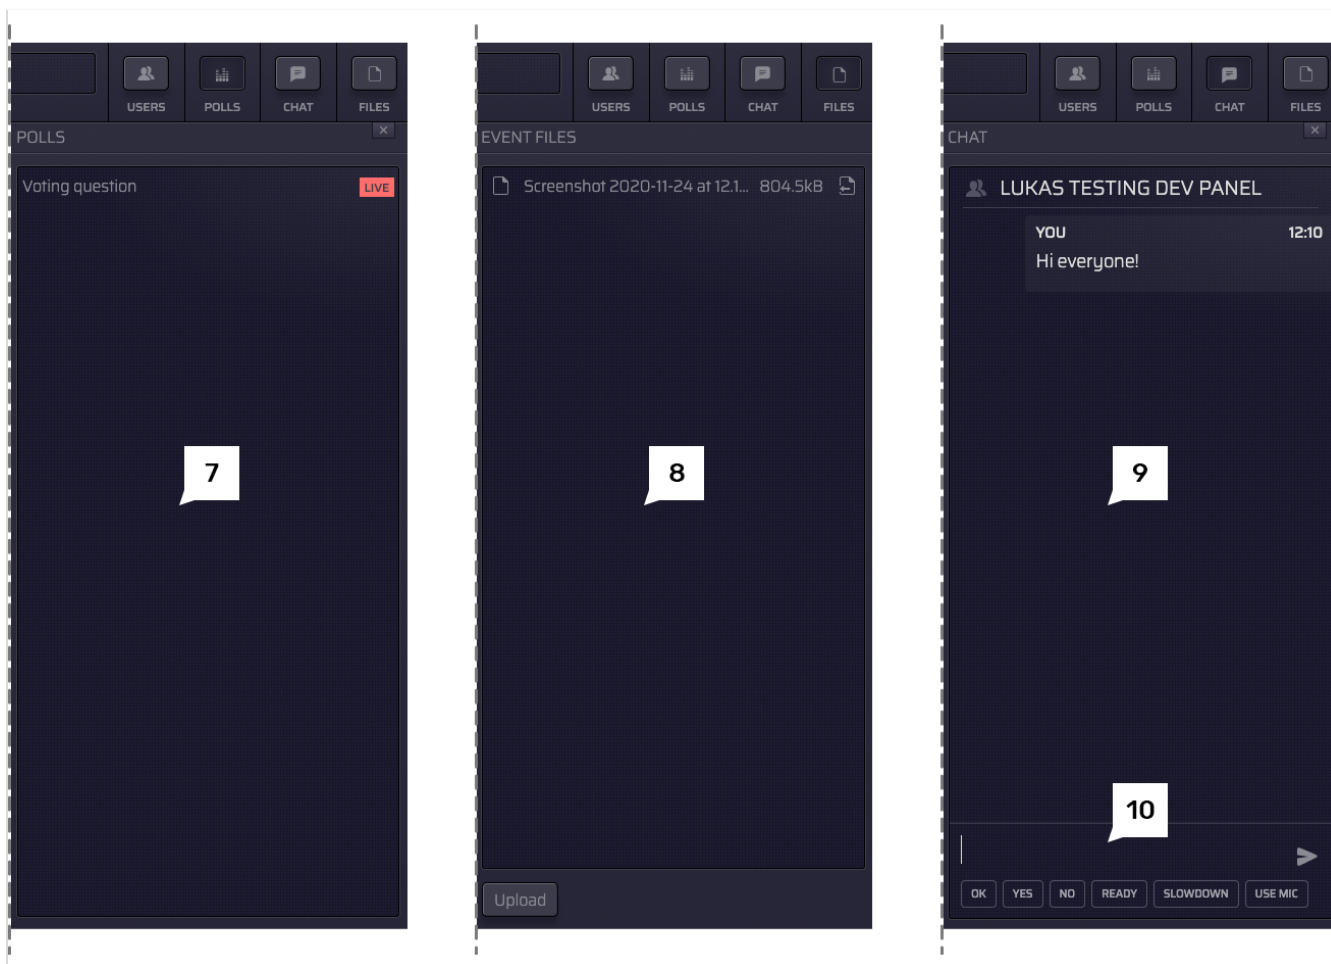 USERS POLLS CHAT FILES
POLLS
Voting question LIVE
7
USERS POLLS CHAT FILES
EVENT FILES
Screenshot 2020-11-24 at 12.1... 804.5kB
8
Upload
USERS POLLS CHAT FILES
CHAT
LUKAS TESTING DEV PANEL
YOU 12:10
Hi everyone!
9
10
OK YES NO READY SLOWDOWN USE MIC